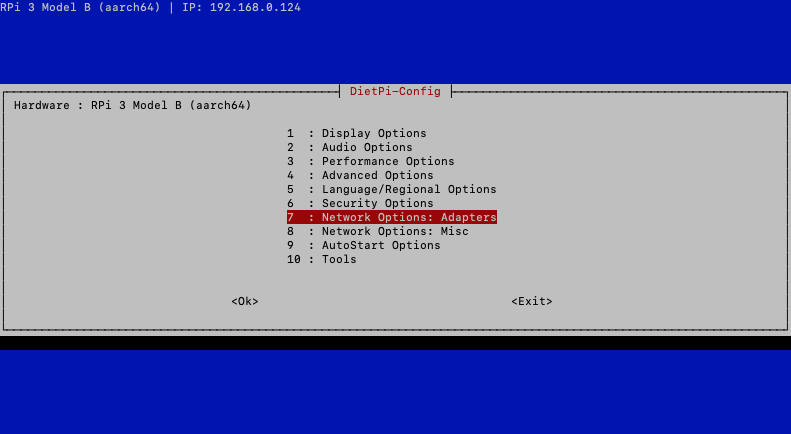 RPi 3 Model B (aarch64) | IP: 192.168.0.124
DietPi-Config
Hardware : RPi 3 Model B (aarch64)
1 : Display Options
2 : Audio Options
3 : Performance Options
4 : Advanced Options
5 : Language/Regional Options
6 : Security Options
7 : Network Options: Adapters
8 : Network Options: Misc
9 : AutoStart Options
10 : Tools
<Ok> <Exit>